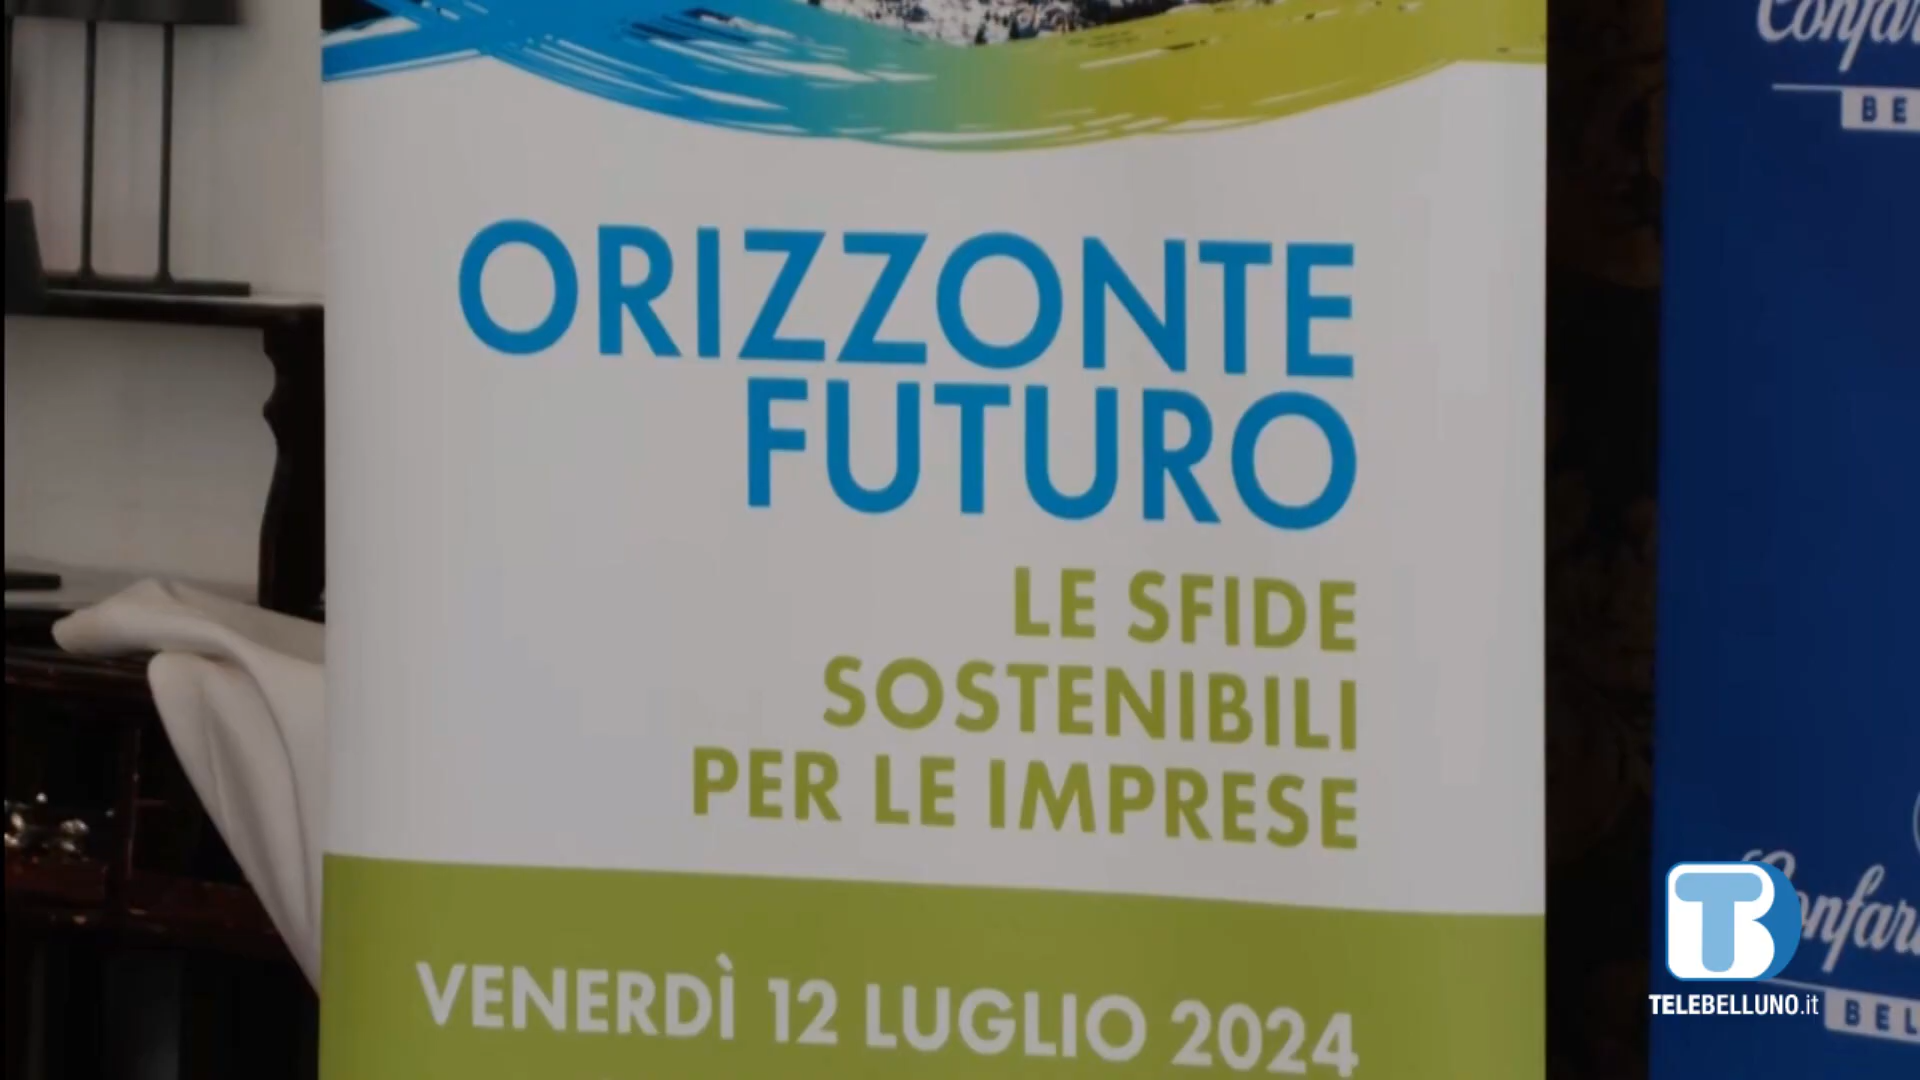 ORIZZONTE
FUTURO
LE SFIDE
SOSTENIBILI
PER LE IMPRESE
VENERDÌ 12 LUGLIO 2024
TELEBELLUNO.it